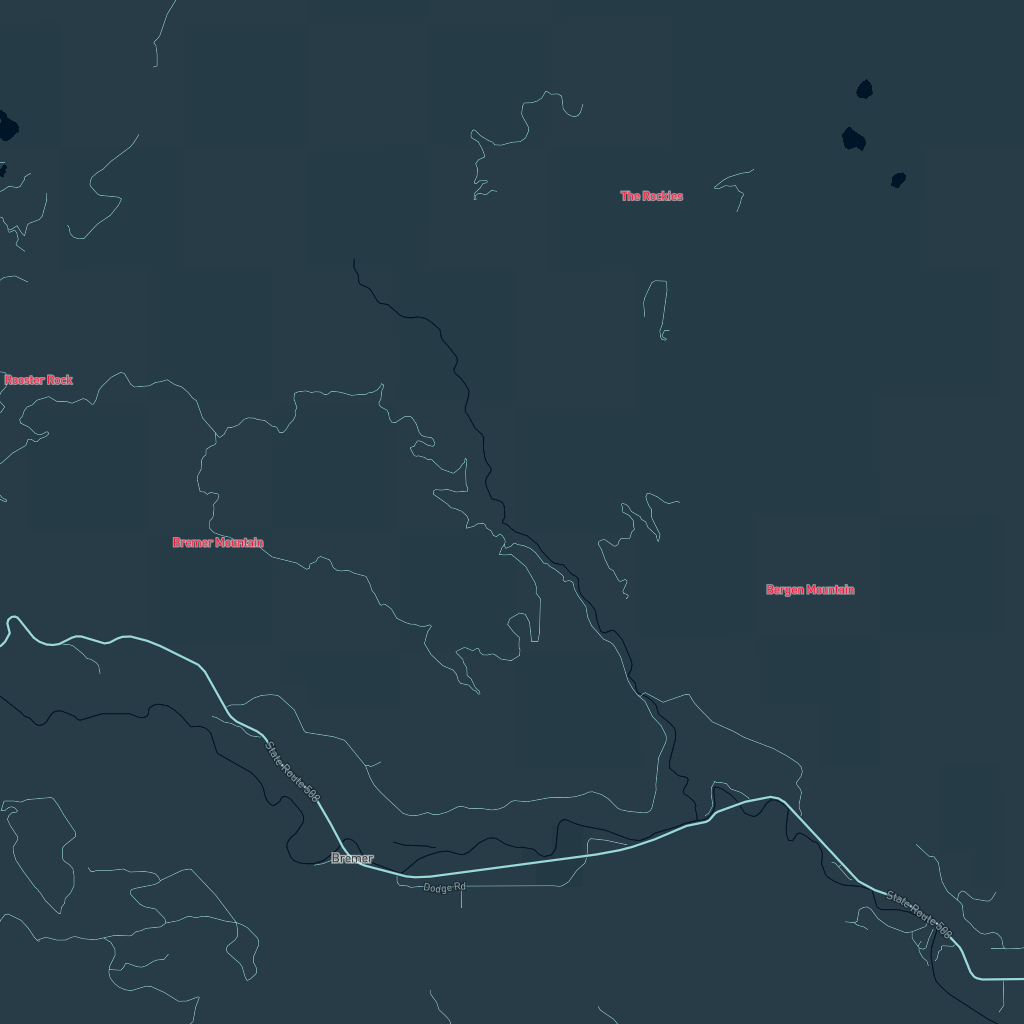 The Rockies
Rooster Rock
Bremer Mountain
Bergen Mountain
State Route 508
Bremer
Dodge Rd
State Route 508